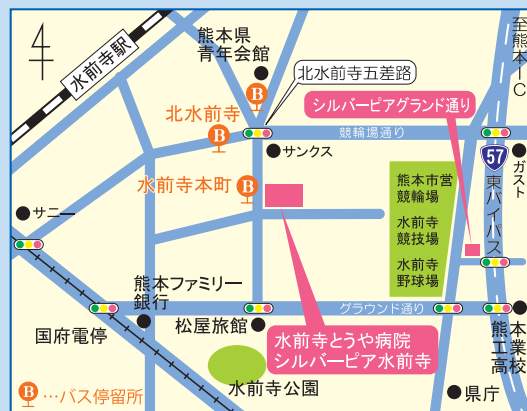 水前寺駅
熊本県
青年会館
B
北水前寺五差路
至熊本IC
シルバーピアグランド通り
北水前寺
B
競輪場通り
サンクス
57
ガスト
東バイパス
水前寺本町
B
熊本市営
競輪場
水前寺
競技場
水前寺
野球場
サニー
熊本ファミリー
銀行
グラウンド通り
国府電停
松屋旅館
水前寺とうや病院
シルバーピア水前寺
熊本
工業
高校
水前寺公園
県庁
B
…バス停留所